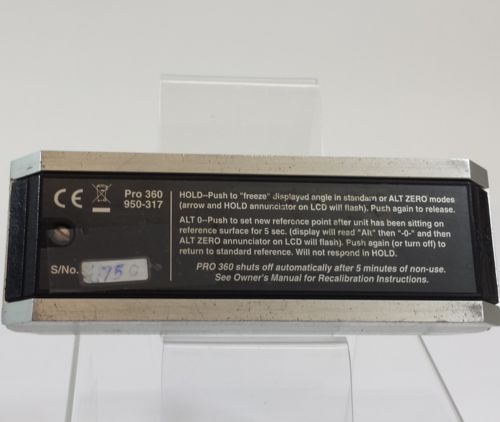 CE
Pro 360
950-317
S/No.
HOLD--Push to "freeze" displayed angle in standard or ALT ZERO modes
(arrow and HOLD annunciator on LCD will flash). Push again to release.
ALT 0--Push to set new reference point after unit has been sitting on
reference surface for 5 sec. (display will read "Alt" then "-0-" and then
ALT ZERO annunciator on LCD will flash). Push again (or turn off) to
return to standard reference. Will not respond in HOLD.
PRO 360 shuts off automatically after 5 minutes of non-use.
See Owner's Manual for Recalibration Instructions.